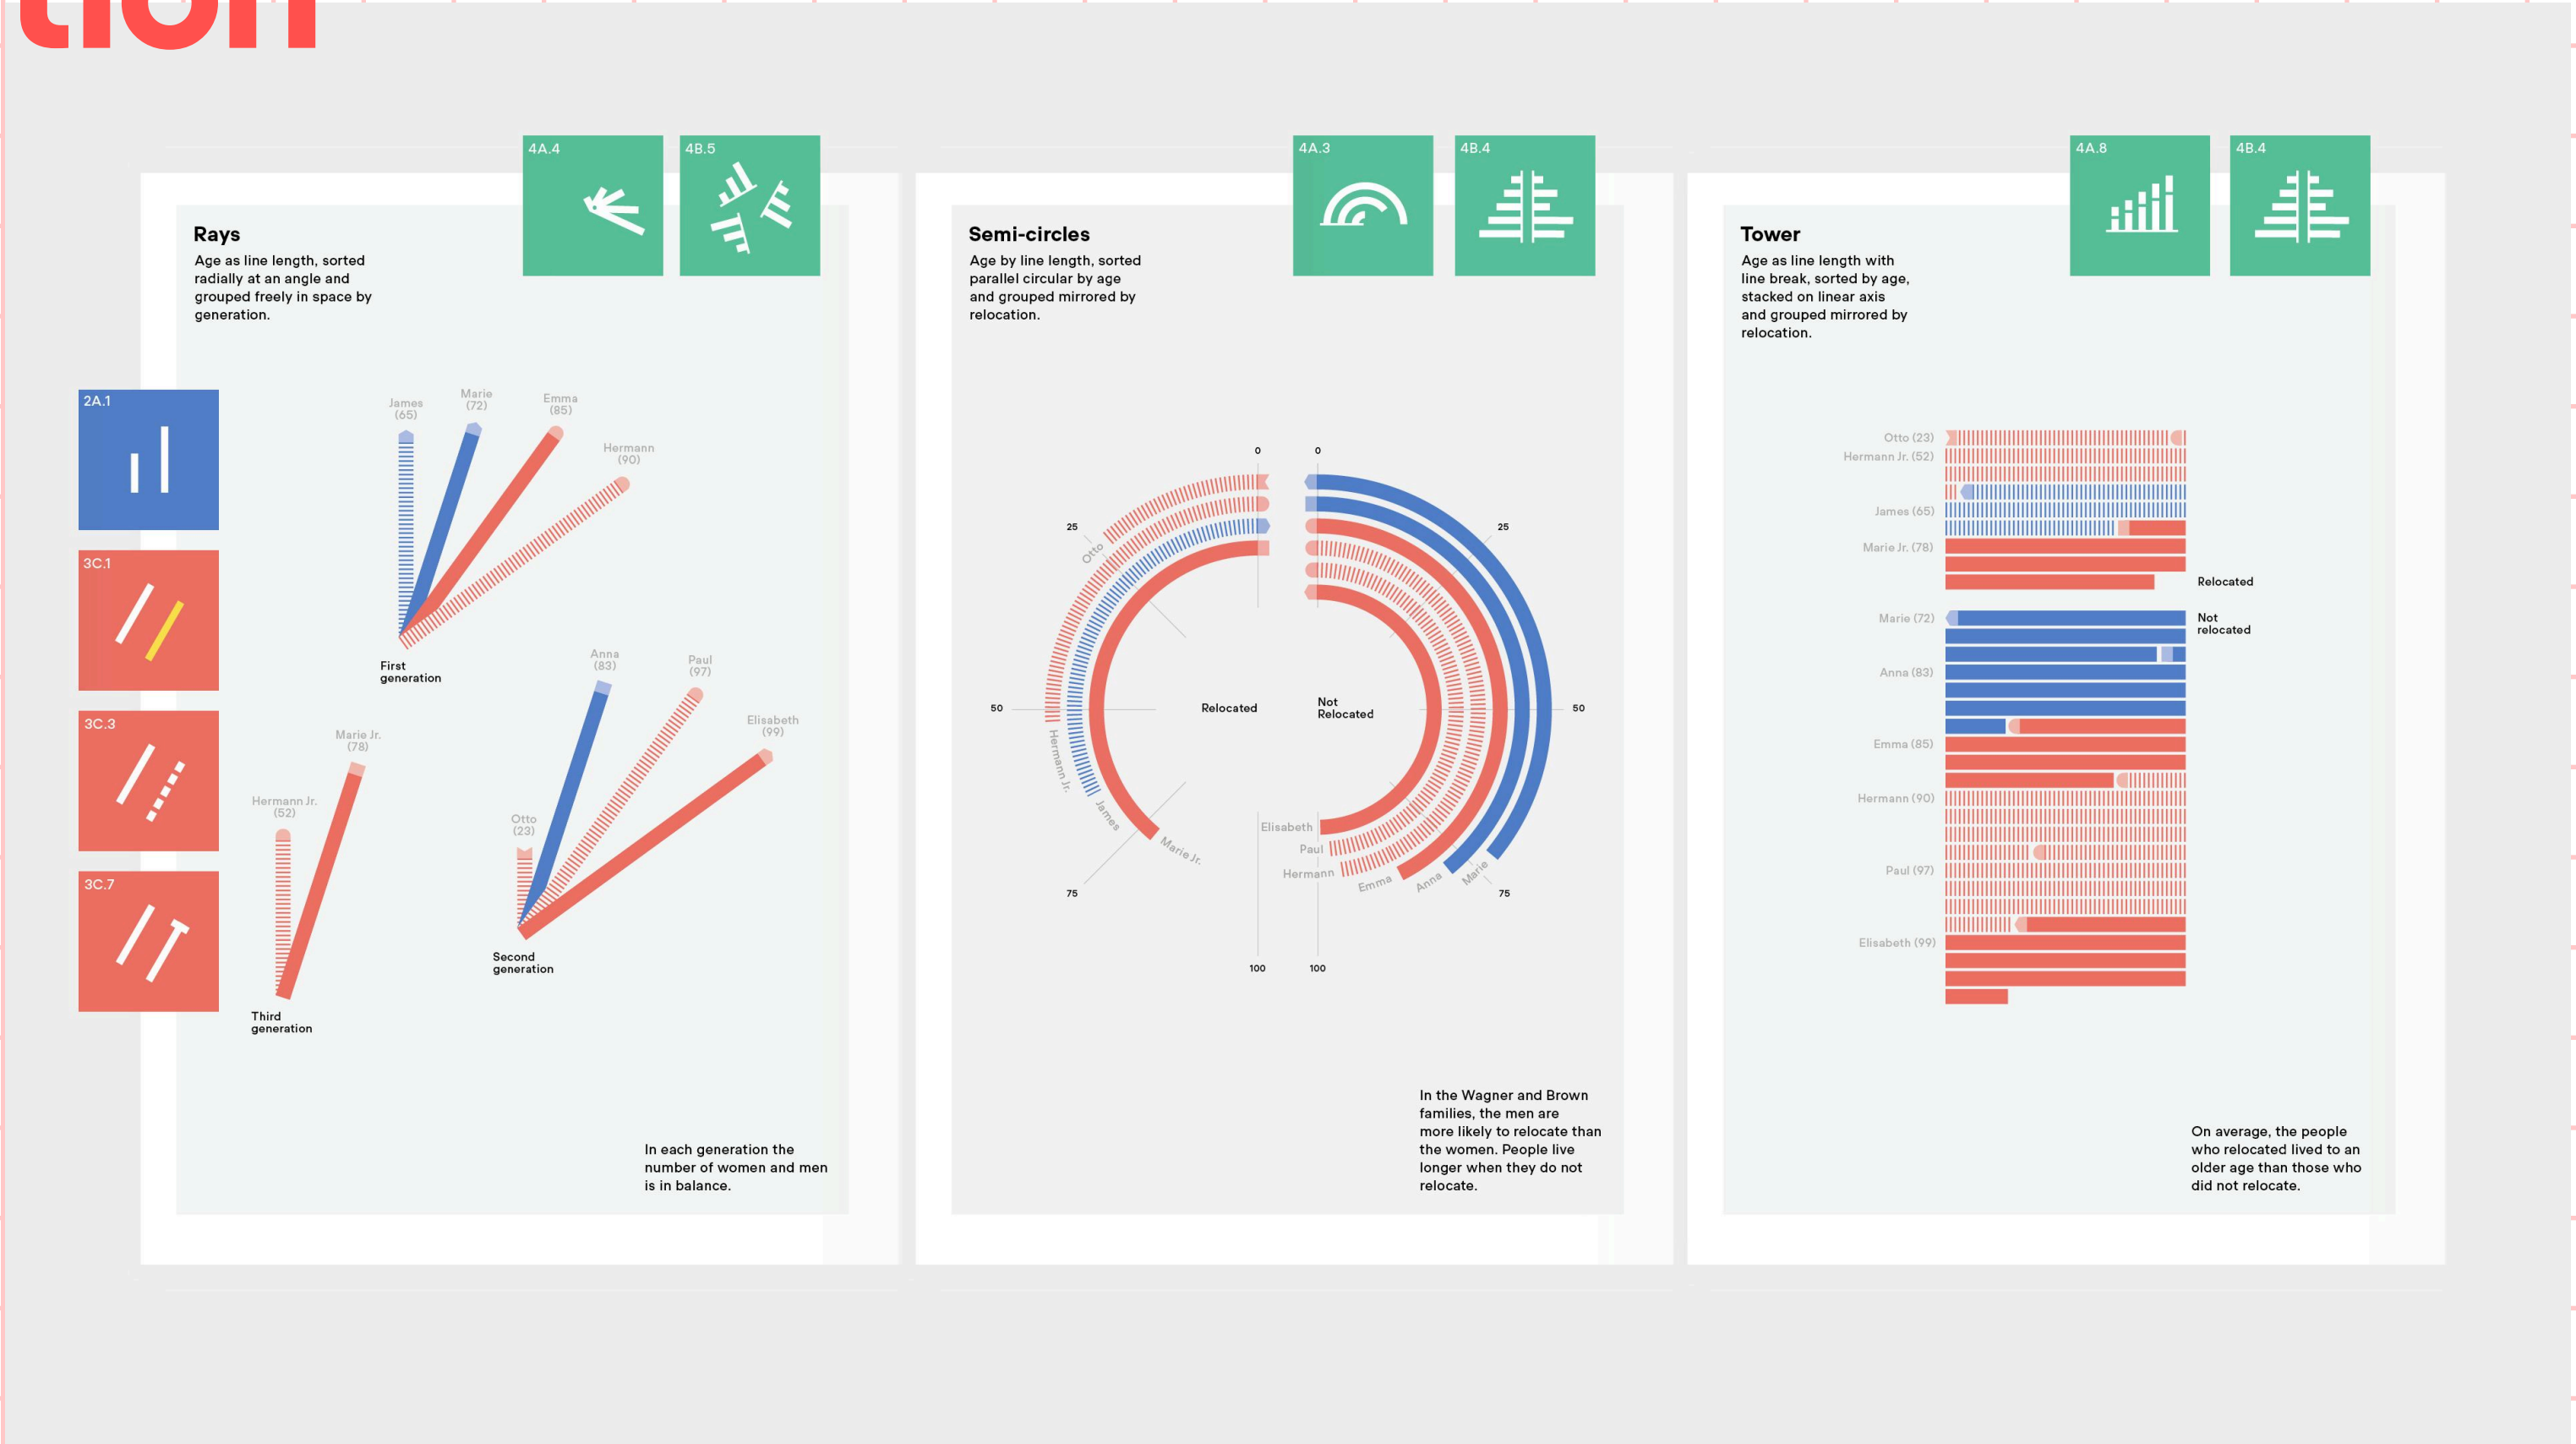 tion
4A.4
4B.5
Rays
Age as line length, sorted
radially at an angle and
grouped freely in space by
generation.
2A.1
3C.1
3C.3
3C.7
James
(65)
Marie
(72)
Emma
(85)
Hermann
(90)
First
generation
Anna
(83)
Paul
(97)
Elisabeth
(99)
Otto
(23)
Second
generation
Marie Jr.
(78)
Hermann Jr.
(52)
Third
generation
In each generation the
number of women and men
is in balance.
4A.3
4B.4
Semi-circles
Age by line length, sorted
parallel circular by age
and grouped mirrored by
relocation.
0
0
25
25
Otto
50
Relocated
Not
Relocated
50
Hermann Jr.
James
Marie Jr.
Elisabeth
Paul
Hermann
Emma
Anna
Marie
75
75
100
100
In the Wagner and Brown
families, the men are
more likely to relocate than
the women. People live
longer when they do not
relocate.
4A.8
4B.4
Tower
Age as line length with
line break, sorted by age,
stacked on linear axis
and grouped mirrored by
relocation.
Otto (23)
Hermann Jr. (52)
James (65)
Marie Jr. (78)
Relocated
Marie (72)
Not
relocated
Anna (83)
Emma (85)
Hermann (90)
Paul (97)
Elisabeth (99)
On average, the people
who relocated lived to an
older age than those who
did not relocate.